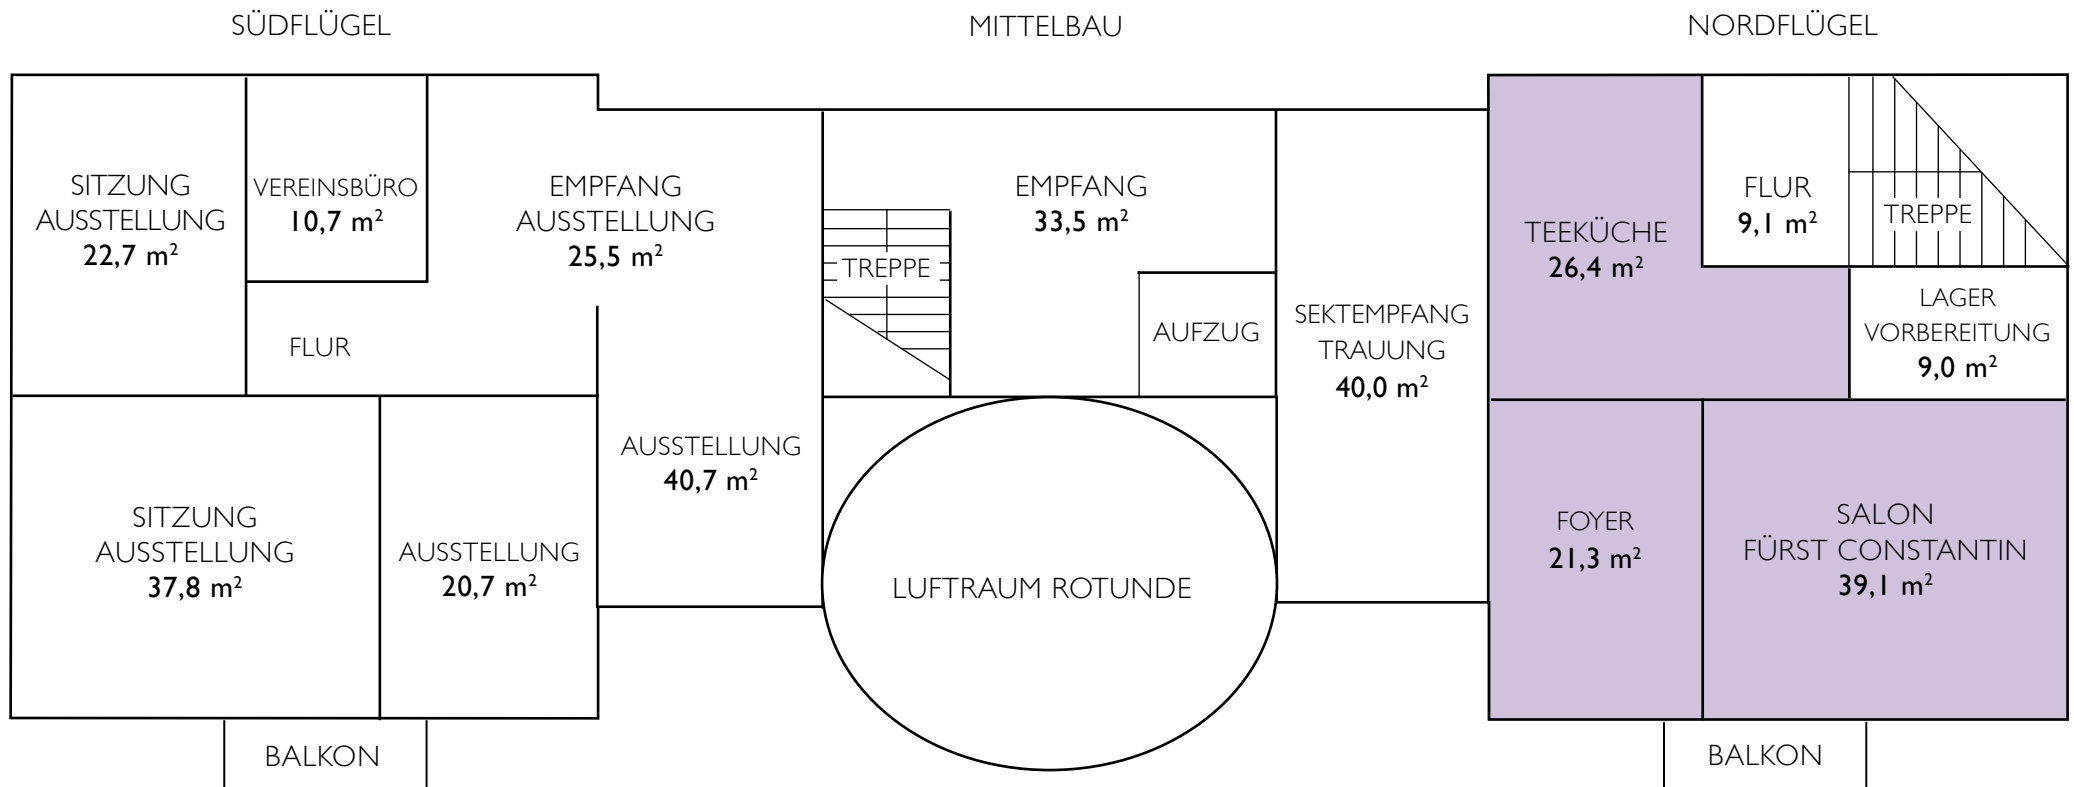 SÜDFLÜGEL
MITTELBAU
NORDFLÜGEL
SITZUNG
AUSSTELLUNG
22,7 m²
VEREINSBÜRO
10,7 m²
EMPFANG
AUSSTELLUNG
25,5 m²
FLUR
SITZUNG
AUSSTELLUNG
37,8 m²
AUSSTELLUNG
20,7 m²
BALKON
AUSSTELLUNG
40,7 m²
TREPPE
EMPFANG
33,5 m²
AUFZUG
LUFTRAUM ROTUNDE
SEKTEMPFANG
TRAUUNG
40,0 m²
TEEKÜCHE
26,4 m²
FLUR
9,1 m²
TREPPE
LAGER
VORBEREITUNG
9,0 m²
FOYER
21,3 m²
SALON
FÜRST CONSTANTIN
39,1 m²
BALKON